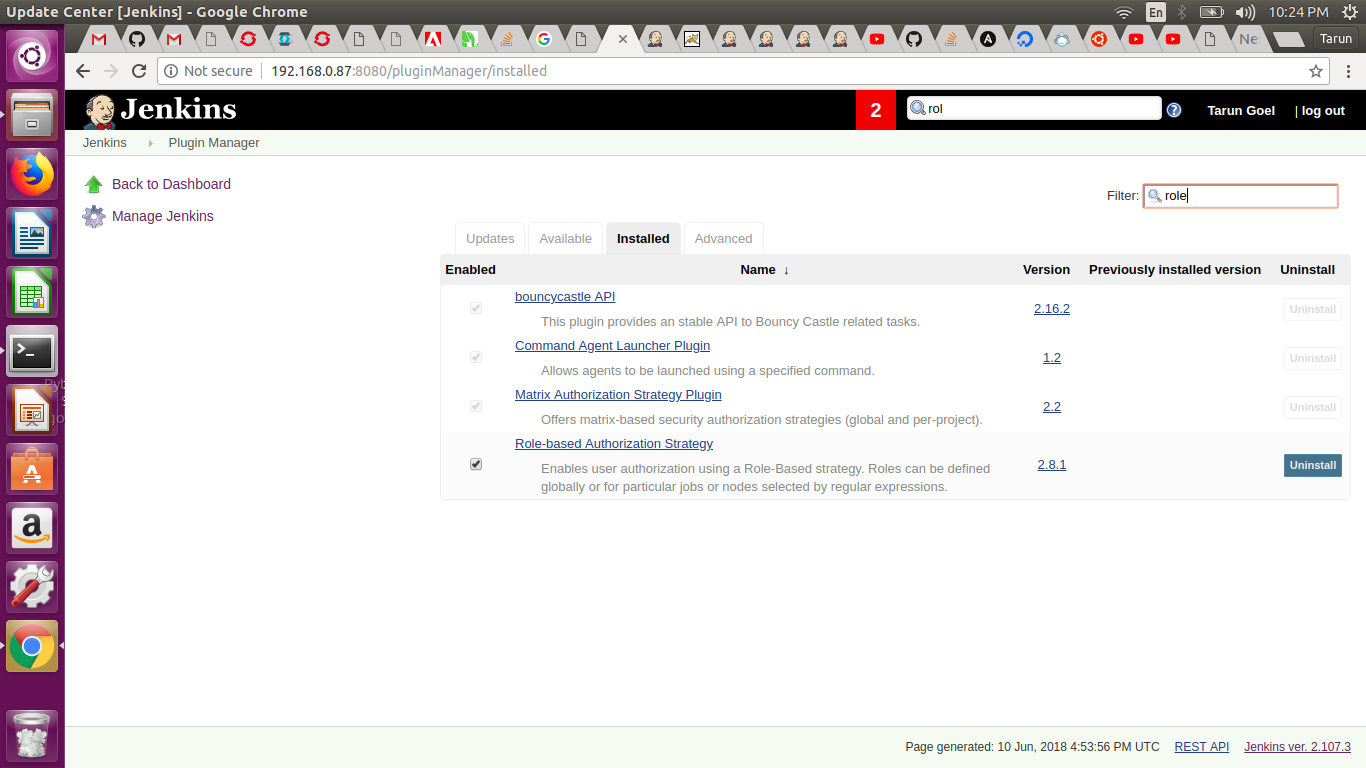 Update Center [Jenkins] - Google Chrome
En
10:24 PM
Ne
Tarun
Not secure
192.168.0.87:8080/pluginManager/installed
Jenkins
2
rol
Tarun Goel
| log out
Jenkins
Plugin Manager
Back to Dashboard
Manage Jenkins
Filter:
role
Updates
Available
Installed
Advanced
Enabled
Name ↓
Version
Previously installed version
Uninstall
bouncycastle API
This plugin provides an stable API to Bouncy Castle related tasks.
2.16.2
Uninstall
Command Agent Launcher Plugin
Allows agents to be launched using a specified command.
1.2
Uninstall
Matrix Authorization Strategy Plugin
Offers matrix-based security authorization strategies (global and per-project).
2.2
Uninstall
Role-based Authorization Strategy
Enables user authorization using a Role-Based strategy. Roles can be defined
globally or for particular jobs or nodes selected by regular expressions.
2.8.1
Uninstall
Page generated: 10 Jun, 2018 4:53:56 PM UTC
REST API
Jenkins ver. 2.107.3